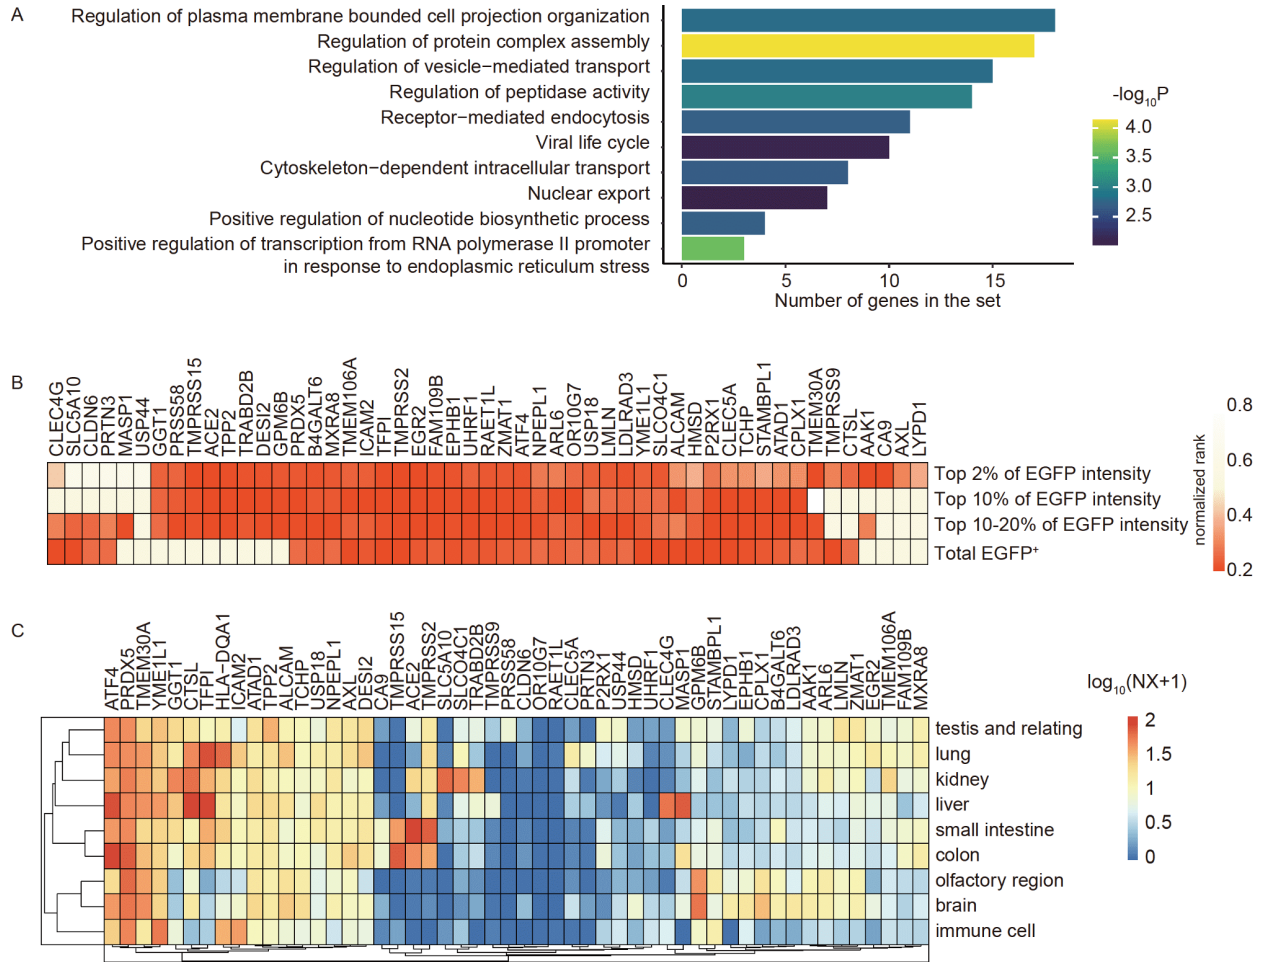 A
Regulation of plasma membrane bounded cell projection organization
Regulation of protein complex assembly
Regulation of vesicle−mediated transport
Regulation of peptidase activity
Receptor−mediated endocytosis
Viral life cycle
Cytoskeleton−dependent intracellular transport
Nuclear export
Positive regulation of nucleotide biosynthetic process
Positive regulation of transcription from RNA polymerase II promoter
in response to endoplasmic reticulum stress
0 5 10 15
Number of genes in the set
-log10P
4.0
3.5
3.0
2.5
B
CLEC4G SLC5A10 CLDN6 PRTN3 MASP1 USP44 GGT1 PRSS58 TMPRSS15 ACE2 TPP2 TRABD2B DESI2 GPM6B PRDX5 B4GALT6 MXRA8 TMEM106A ICAM2 TFPI TMPRSS2 EGR2 FAM109B EPHB1 UHRF1 RAET1L ZMAT1 ATF4 NPEPL1 ARL6 OR10G7 USP18 LMLN LDLRAD3 YME1L1 SLCO4C1 ALCAM HMSD P2RX1 CLEC5A TCHP STAMBPL1 ATAD1 CPLX1 TMEM30A TMPRSS9 CTSL AAK1 CA9 AXL LYPD1
Top 2% of EGFP intensity
Top 10% of EGFP intensity
Top 10-20% of EGFP intensity
Total EGFP+
normalized rank
0.8
0.6
0.4
0.2
C
ATF4 PRDX5 TMEM30A YME1L1 GGT1 CTSL TFPI HLA−DQA1 ICAM2 ATAD1 TPP2 ALCAM TCHP USP18 NPEPL1 AXL DESI2 CA9 TMPRSS15 ACE2 TMPRSS2 SLC5A10 SLCO4C1 TRABD2B TMPRSS9 PRSS58 CLDN6 OR10G7 RAET1L CLEC5A PRTN3 P2RX1 USP44 HMSD UHRF1 CLEC4G MASP1 GPM6B STAMBPL1 LYPD1 EPHB1 CPLX1 B4GALT6 LDLRAD3 AAK1 ARL6 LMLN ZMAT1 EGR2 TMEM106A FAM109B MXRA8
testis and relating
lung
kidney
liver
small intestine
colon
olfactory region
brain
immune cell
log10(NX+1)
2
1.5
1
0.5
0